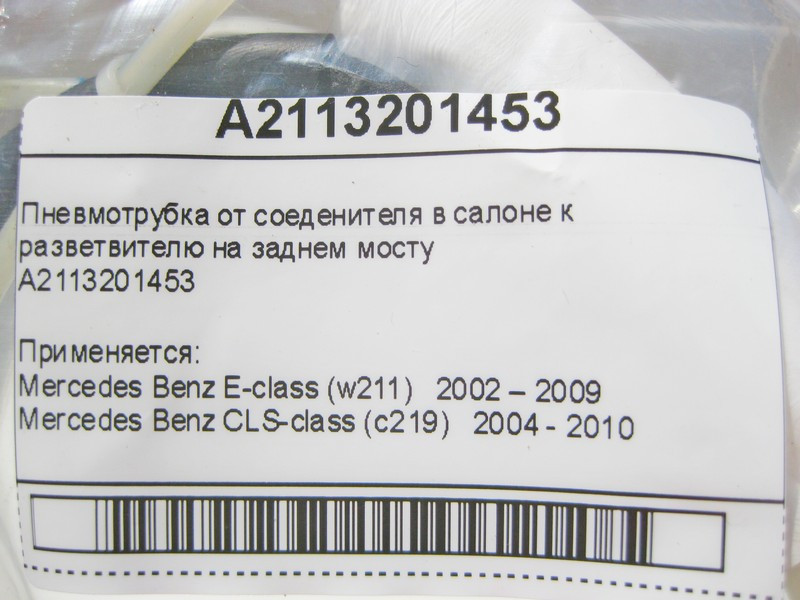 A2113201453
Пневмотрубка от соеденителя в салоне к
разветвителю на заднем мосту
A2113201453
Применяется:
Mercedes Benz E-class (w211) 2002 – 2009
Mercedes Benz CLS-class (c219) 2004 - 2010